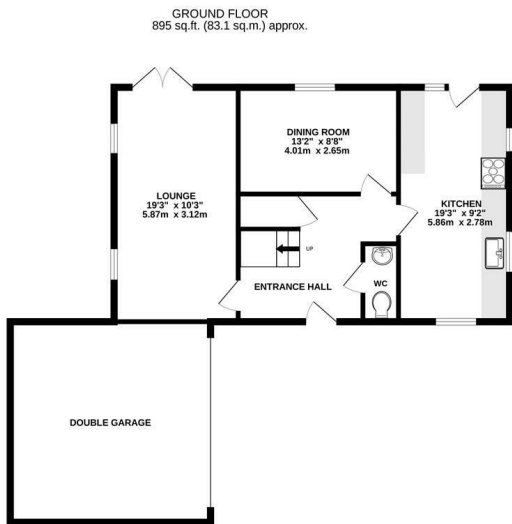 GROUND FLOOR
895 sq.ft. (83.1 sq.m.) approx.
DINING ROOM
13'2" x 8'8"
4.01m x 2.65m
LOUNGE
19'3" x 10'3"
5.87m x 3.12m
KITCHEN
19'3" x 9'2"
5.86m x 2.78m
UP
ENTRANCE HALL
WC
DOUBLE GARAGE